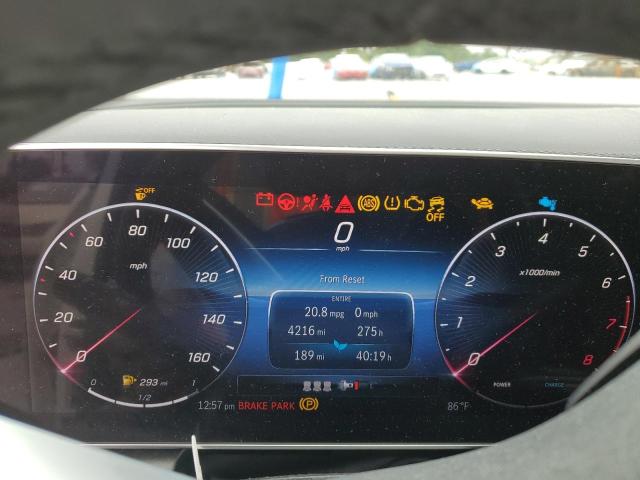 OFF
ABS
OFF
0
mph
From Reset
ENTIRE
20.8 mpg 0 mph
4216 mi 275 h
189 mi 40:19 h
0 20 40 60 80 100 120 140 160
mph
0 1/2 1
293 mi
0 1 2 3 4 5 6 7 8
x1000/min
POWER CHARGE
12:57 pm BRAKE PARK P
86°F